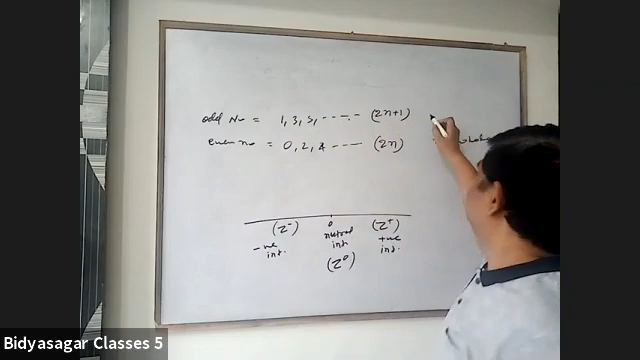 odd No = 1, 3, 5, ----- (2n+1)
even no = 0, 2, 4 ---- (2n)
(Z⁻) 0 (Z⁺)
-ve neutral +ve
int. int. int.
(Z⁰)
Bidyasagar Classes 5